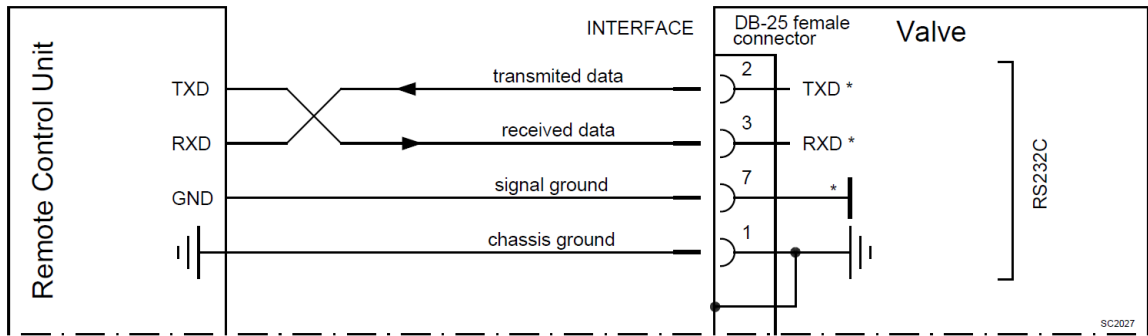 Remote Control Unit
INTERFACE
DB-25 female
connector
Valve
TXD
transmited data
2
TXD *
RXD
received data
3
RXD *
GND
signal ground
7
*
chassis ground
1
RS232C
SC2027